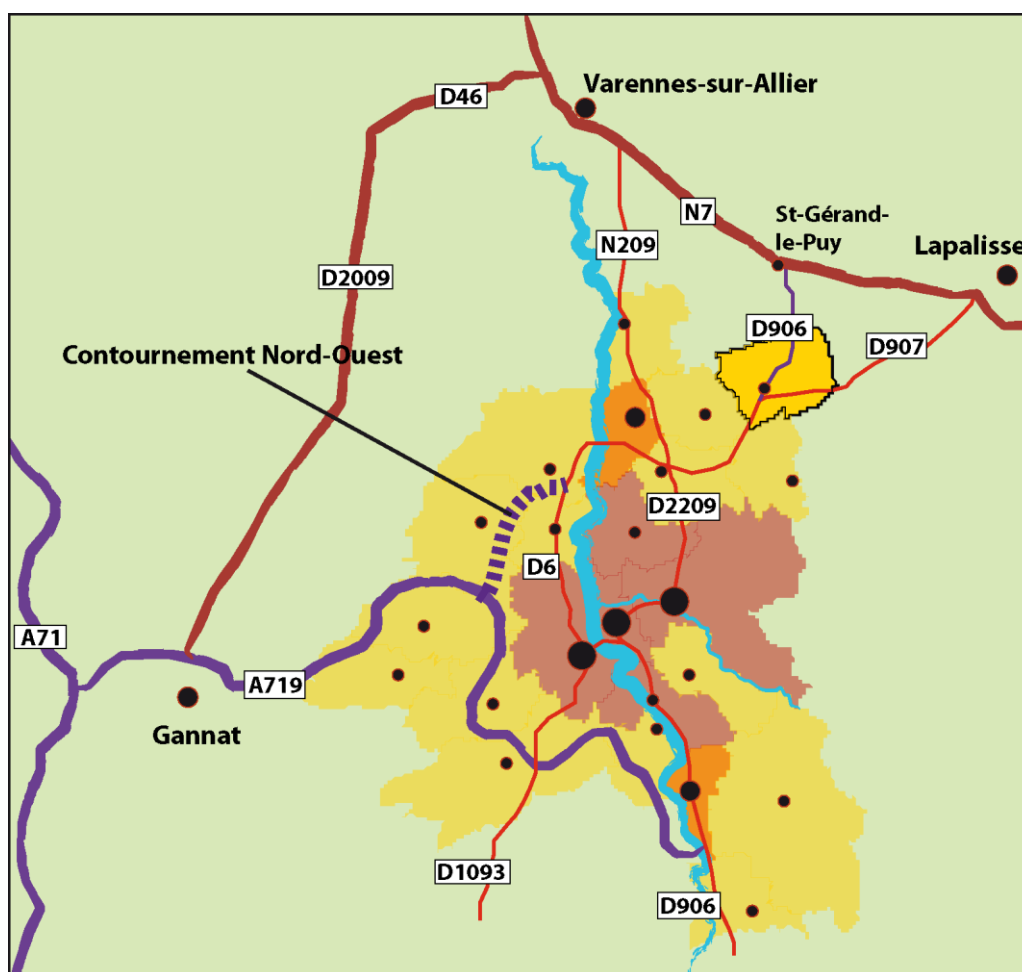 Varennes-sur-Allier
D46
N7
St-Gérand-
le-Puy
N209
Lapalisse
D2009
D906
D907
Contournement Nord-Ouest
D2209
D6
A71
A719
Gannat
D1093
D906